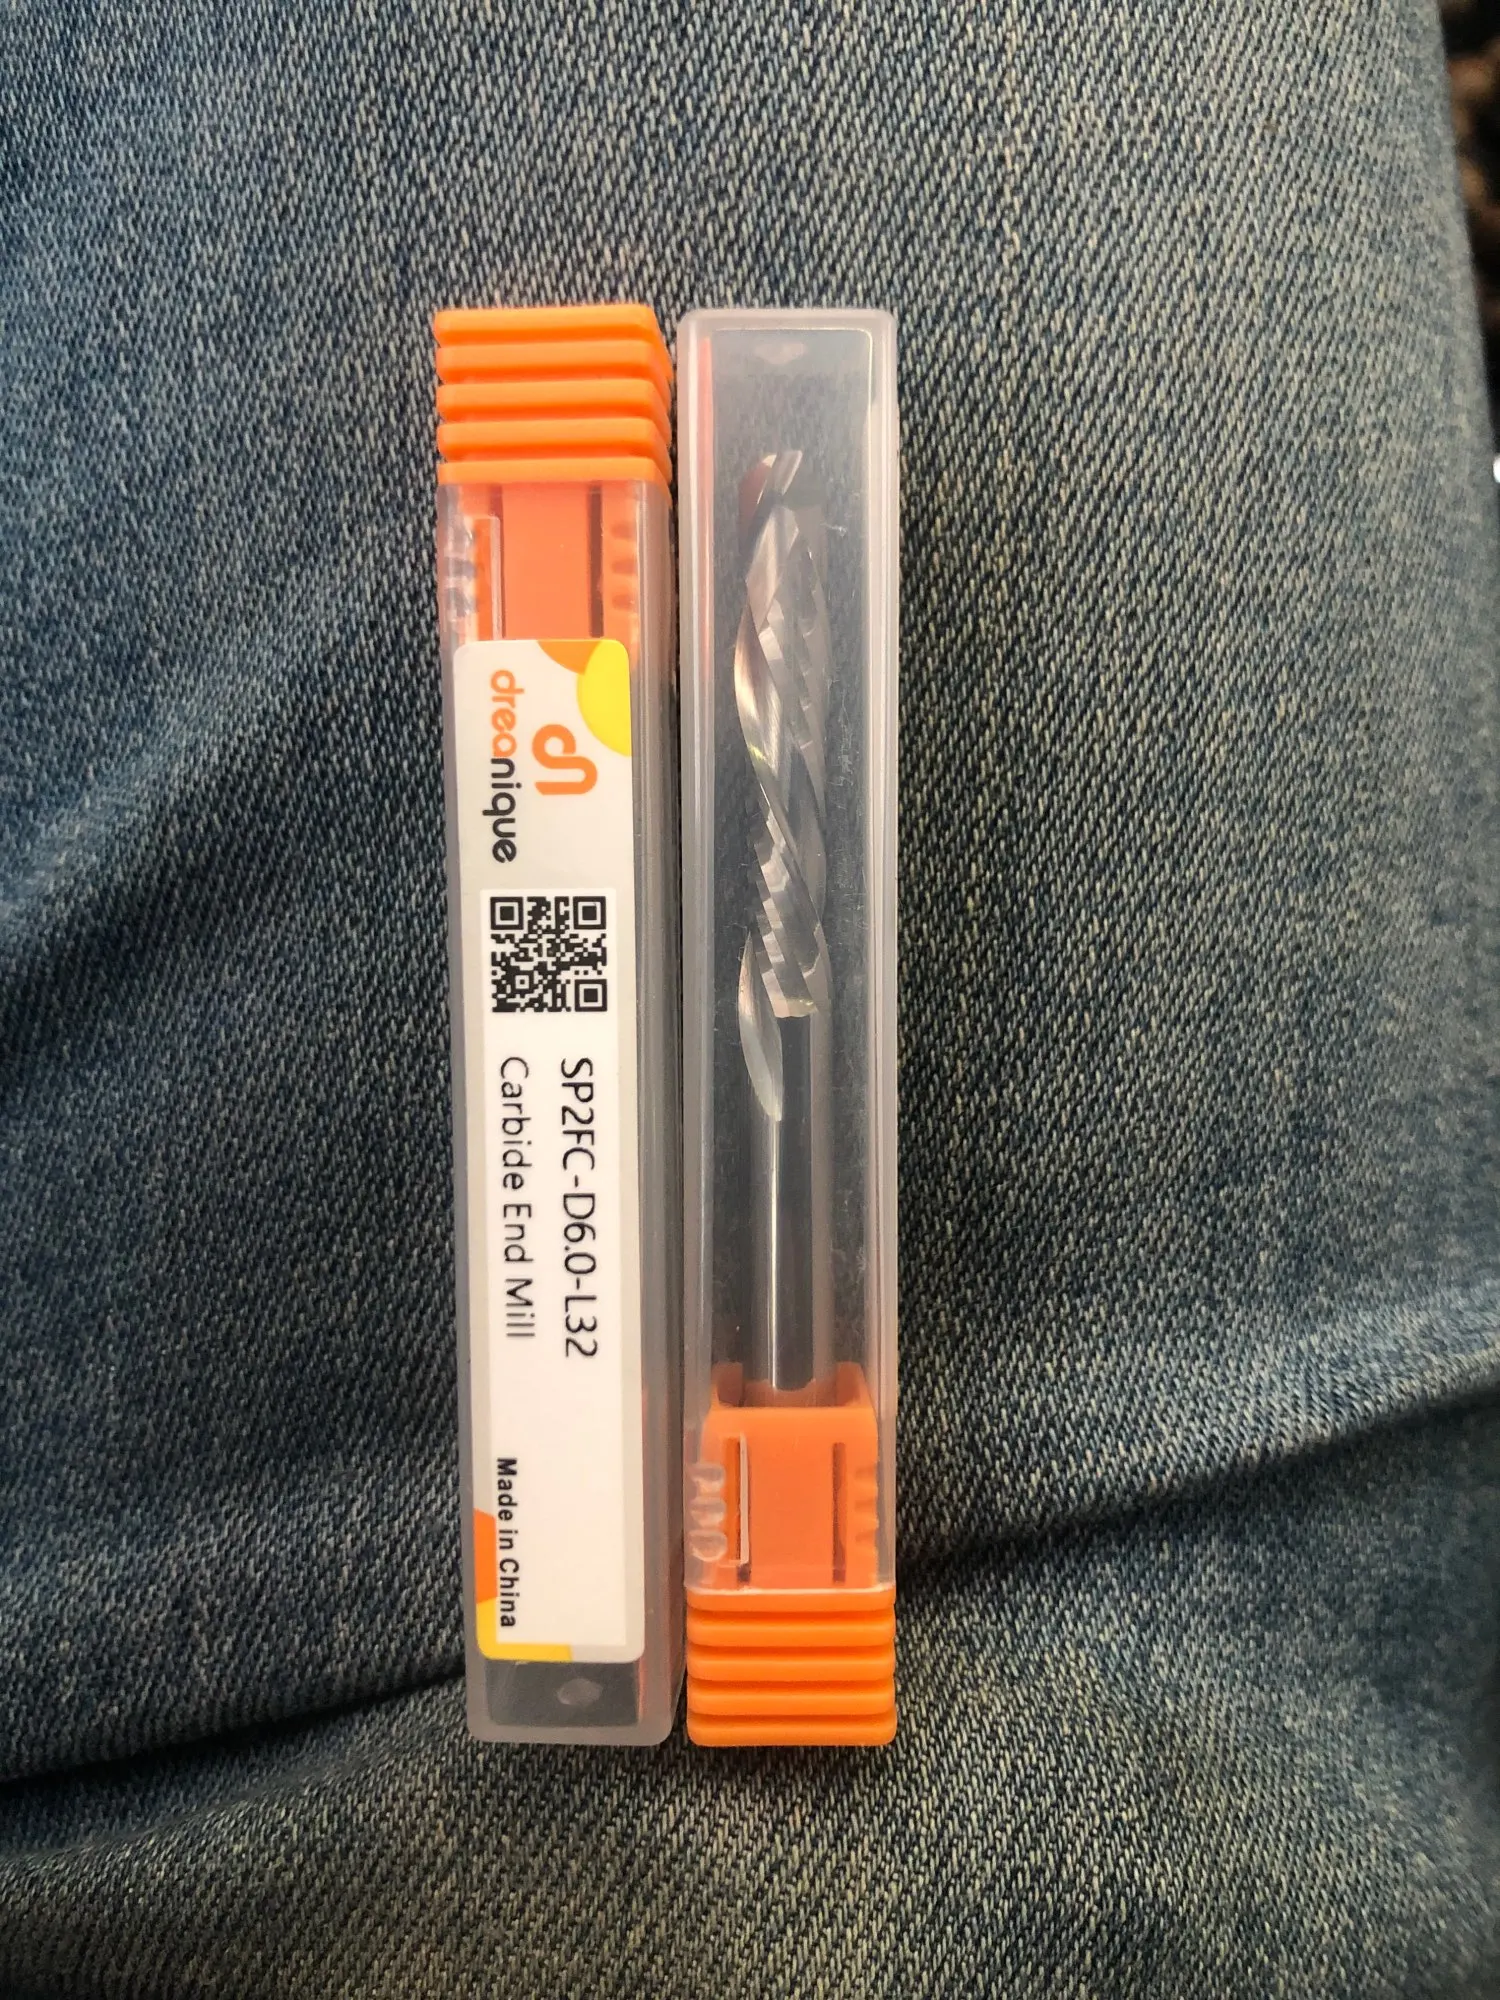 dreanique
SP2FC-D6.0-L32
Carbide End Mill
Made in China